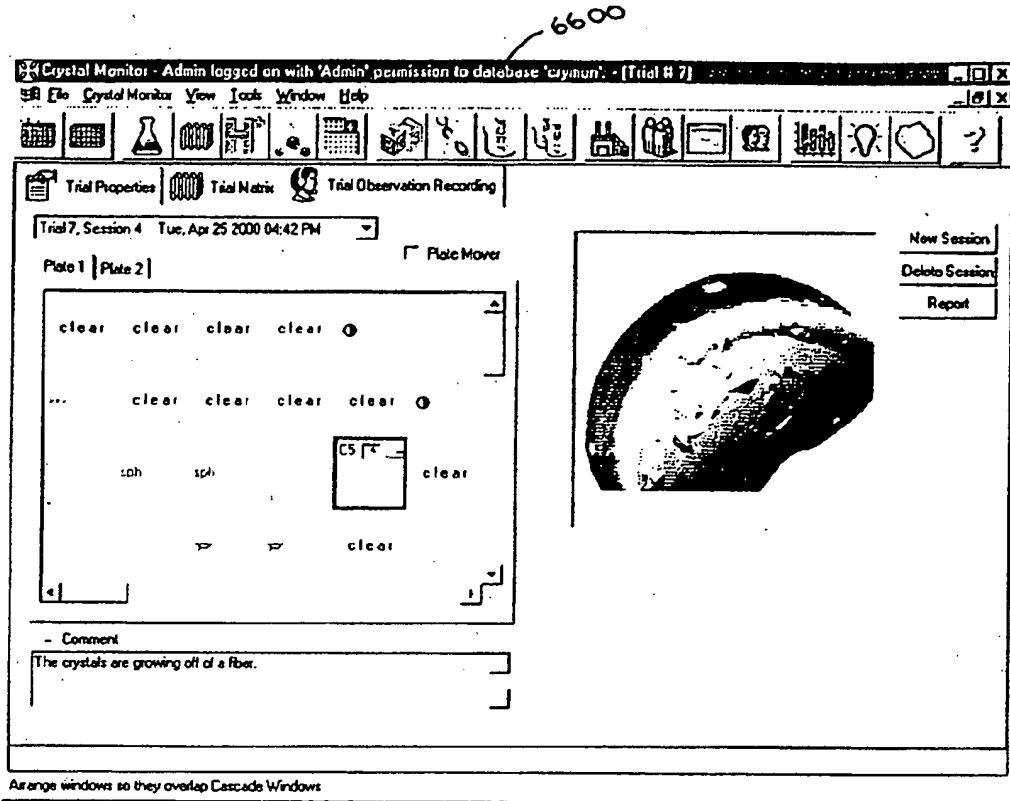 6600
Crystal Monitor - Admin logged on with 'Admin' permission to database 'crymon'. - [Trial # 7]
File Crystal Monitor View Tools Window Help
Trial Properties Trial Matrix Trial Observation Recording
Trial 7, Session 4 Tue, Apr 25 2000 04:42 PM
Plate Mover
New Session
Delete Session
Report
Plate 1 Plate 2
clear clear clear clear
clear clear clear clear
sph sph C5 clear
clear
Comment
The crystals are growing off of a fiber.
Arrange windows so they overlap Cascade Windows